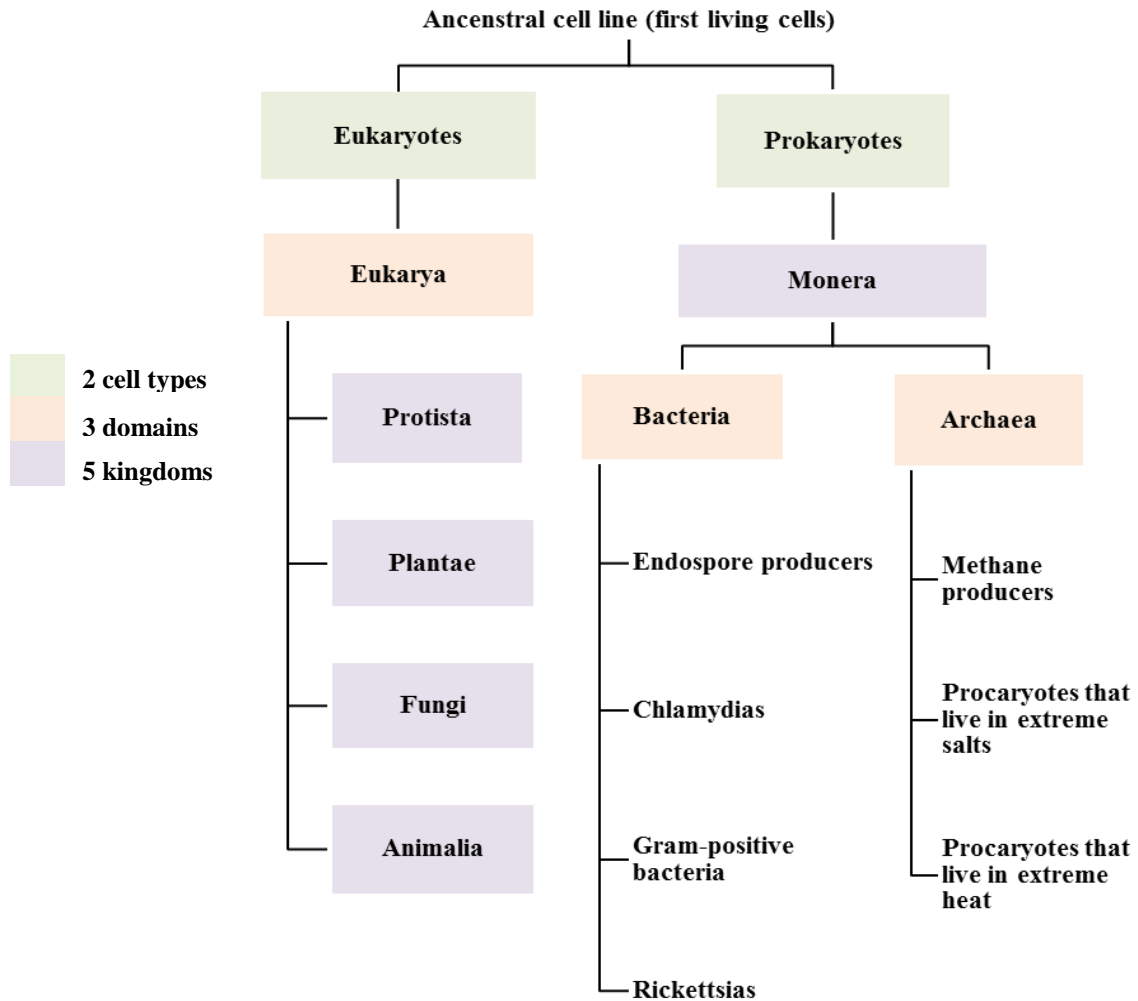 Ancenstral cell line (first living cells)
Eukaryotes
Prokaryotes
Eukarya
Monera
2 cell types
3 domains
5 kingdoms
Protista
Plantae
Fungi
Animalia
Bacteria
Archaea
Endospore producers
Chlamydias
Gram-positive
bacteria
Rickettsias
Methane
producers
Procaryotes that
live in extreme
salts
Procaryotes that
live in extreme
heat